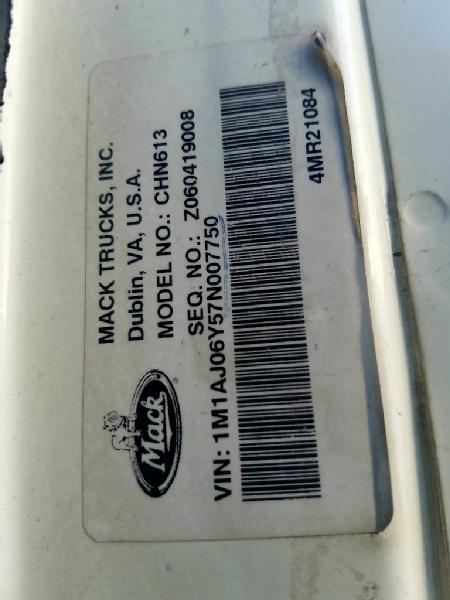 MACK TRUCKS, INC.
Dublin, VA, U.S.A.
MODEL NO.: CHN613
SEQ. NO.: Z060419008
Mack
®
VIN: 1M1AJ06Y57N007750
4MR21084